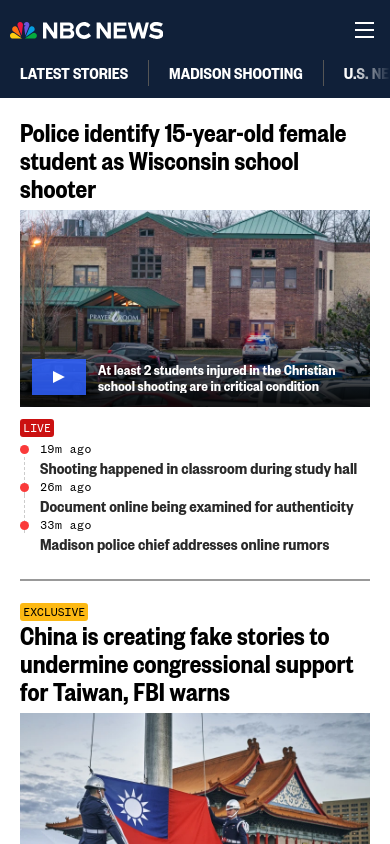 NBC NEWS
LATEST STORIES
MADISON SHOOTING
U.S. NE
Police identify 15-year-old female
student as Wisconsin school
shooter
PRAYER ROOM
At least 2 students injured in the Christian
school shooting are in critical condition
LIVE
19m ago
Shooting happened in classroom during study hall
26m ago
Document online being examined for authenticity
33m ago
Madison police chief addresses online rumors
EXCLUSIVE
China is creating fake stories to
undermine congressional support
for Taiwan, FBI warns